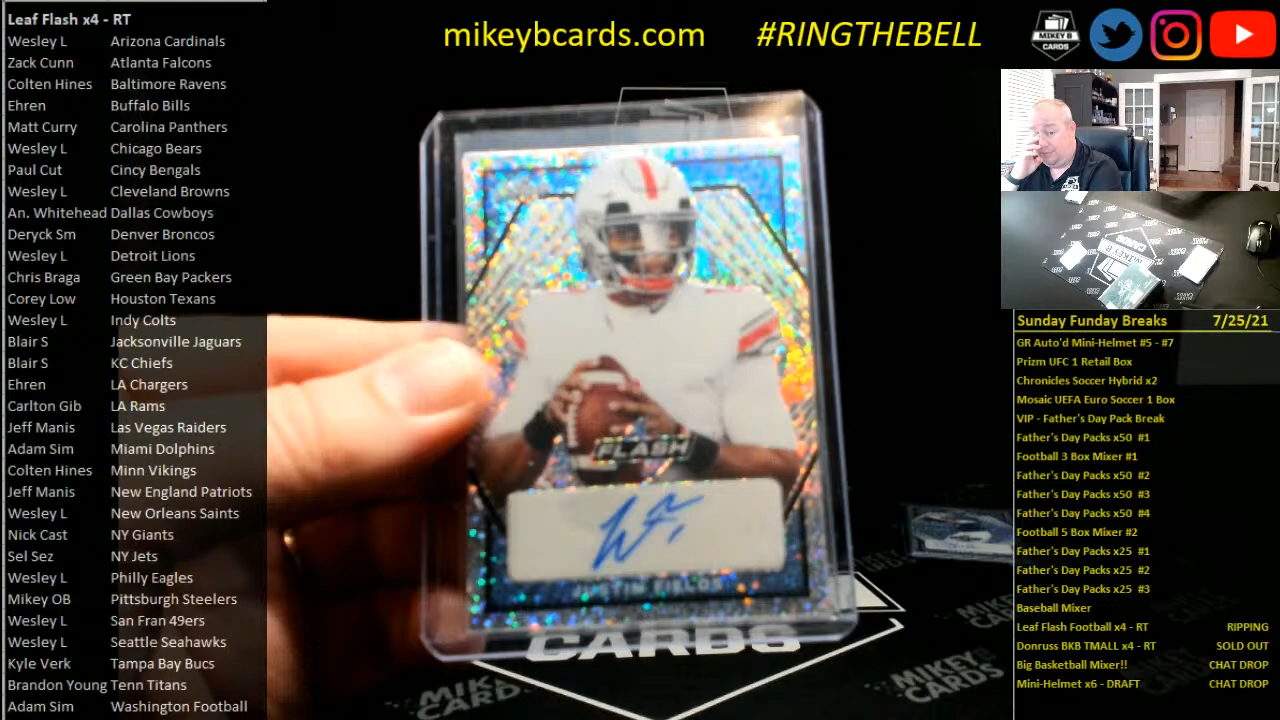 Leaf Flash x4 - RT
Wesley L Arizona Cardinals
Zack Cunn Atlanta Falcons
Colten Hines Baltimore Ravens
Ehren Buffalo Bills
Matt Curry Carolina Panthers
Wesley L Chicago Bears
Paul Cut Cincy Bengals
Wesley L Cleveland Browns
An. Whitehead Dallas Cowboys
Deryck Sm Denver Broncos
Wesley L Detroit Lions
Chris Braga Green Bay Packers
Corey Low Houston Texans
Wesley L Indy Colts
Blair S Jacksonville Jaguars
Blair S KC Chiefs
Ehren LA Chargers
Carlton Gib LA Rams
Jeff Manis Las Vegas Raiders
Adam Sim Miami Dolphins
Colten Hines Minn Vikings
Jeff Manis New England Patriots
Wesley L New Orleans Saints
Nick Cast NY Giants
Sel Sez NY Jets
Wesley L Philly Eagles
Mikey OB Pittsburgh Steelers
Wesley L San Fran 49ers
Wesley L Seattle Seahawks
Kyle Verk Tampa Bay Bucs
Brandon Young Tenn Titans
Adam Sim Washington Football
mikeybcards.com #RINGTHEBELL
MIKEY B
CARDS
FLASH
JUSTIN FIELDS
CARDS
MIKEY
CARDS
MIKEY B
Sunday Funday Breaks 7/25/21
GR Auto'd Mini-Helmet #5 - #7
Prizm UFC 1 Retail Box
Chronicles Soccer Hybrid x2
Mosaic UEFA Euro Soccer 1 Box
VIP - Father's Day Pack Break
Father's Day Packs x50 #1
Football 3 Box Mixer #1
Father's Day Packs x50 #2
Father's Day Packs x50 #3
Father's Day Packs x50 #4
Football 5 Box Mixer #2
Father's Day Packs x25 #1
Father's Day Packs x25 #2
Father's Day Packs x25 #3
Baseball Mixer
Leaf Flash Football x4 - RT RIPPING
Donruss BKB TMALL x4 - RT SOLD OUT
Big Basketball Mixer!! CHAT DROP
Mini-Helmet x6 - DRAFT CHAT DROP